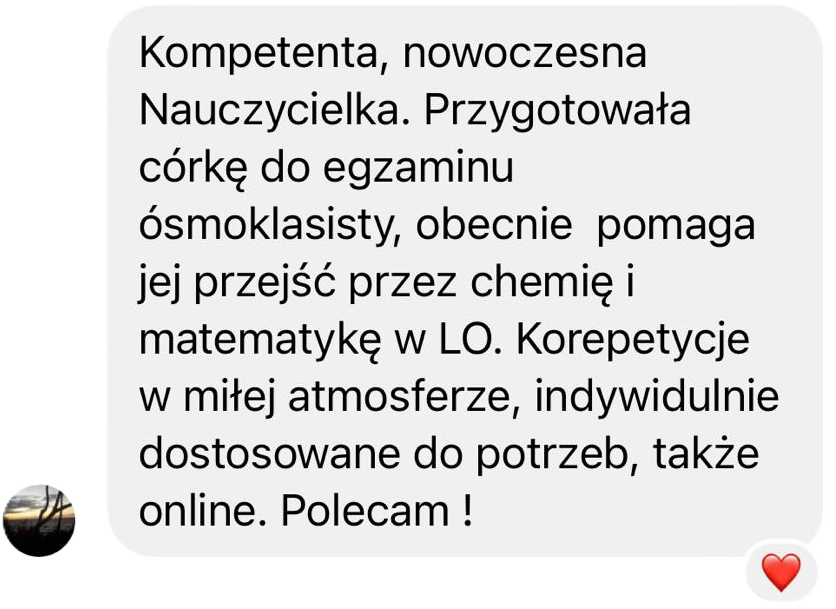 Kompetenta, nowoczesna
Nauczycielka. Przygotowała
córkę do egzaminu
ósmoklasisty, obecnie  pomaga
jej przejść przez chemię i
matematykę w LO. Korepetycje
w miłej atmosferze, indywidulnie
dostosowane do potrzeb, także
online. Polecam !